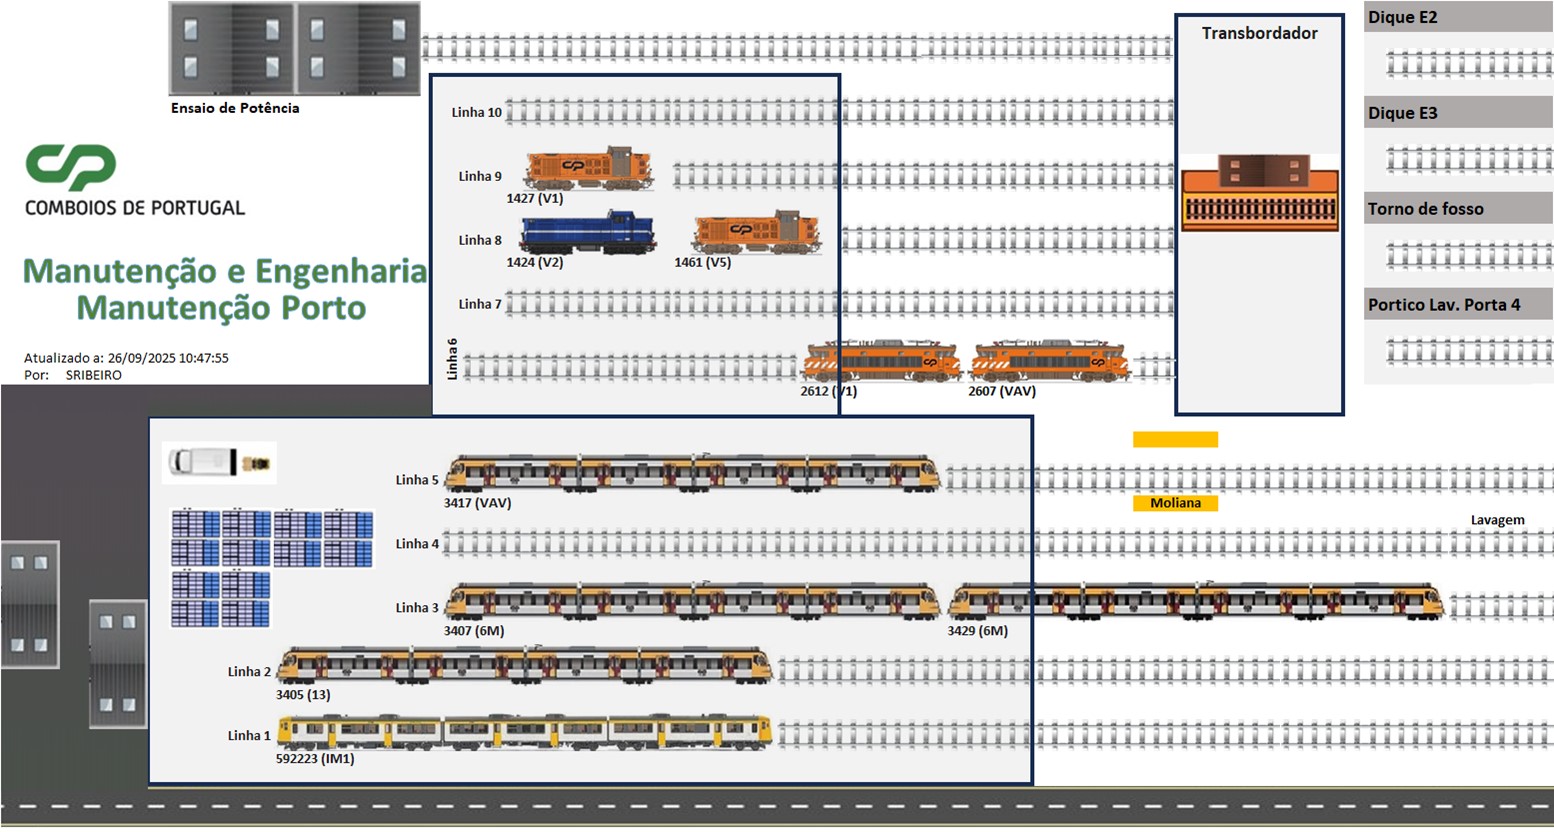 Ensaio de Potência
CP
COMBOIOS DE PORTUGAL
Manutenção e Engenharia
Manutenção Porto
Atualizado a: 26/09/2025 10:47:55
Por: SRIBEIRO
Transbordador
Dique E2
Dique E3
Torno de fosso
Portico Lav. Porta 4
Linha 10
Linha 9
1427 (V1)
Linha 8
1424 (V2)
1461 (V5)
Linha 7
Linha 6
2612 (V1)
2607 (VAV)
Linha 5
3417 (VAV)
Moliana
Lavagem
Linha 4
Linha 3
3407 (6M)
3429 (6M)
Linha 2
3405 (13)
Linha 1
592223 (IM1)